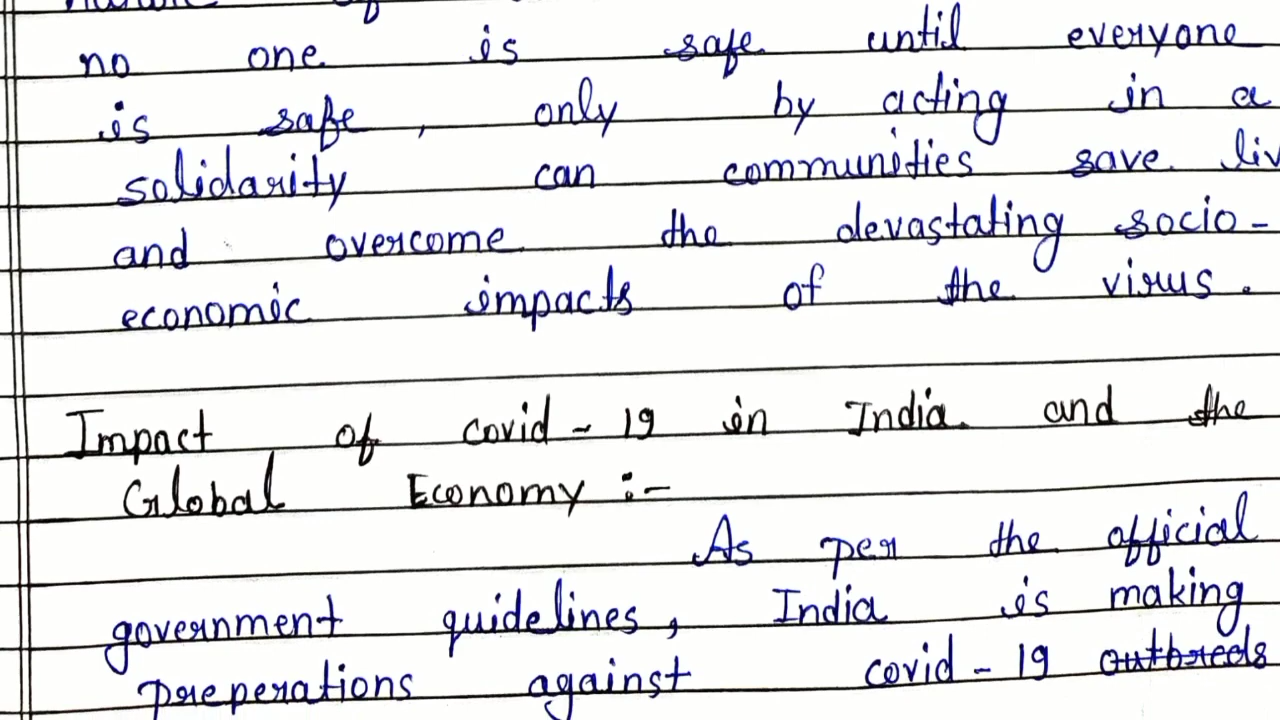 no one is safe until everyone
is safe, only by acting in a
solidarity can communities save liv
and overcome the devastating socio-
economic impacts of the virus.
Impact of covid-19 in India and the
Global Economy :-
As per the official
government guidelines, India is making
preperations against covid-19